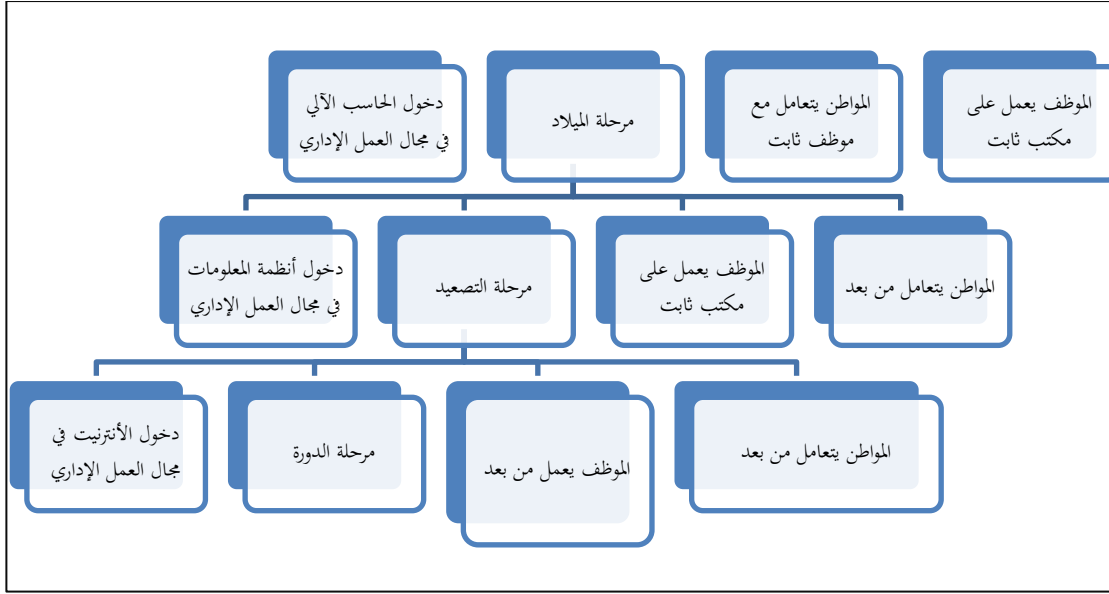 الموظف يعمل على
مكتب ثابت
المواطن يتعامل مع
موظف ثابت
مرحلة الميلاد
دخول الحاسب الآلي
في مجال العمل الإداري
المواطن يتعامل من بعد
الموظف يعمل على
مكتب ثابت
مرحلة التصعيد
دخول أنظمة المعلومات
في مجال العمل الإداري
المواطن يتعامل من بعد
الموظف يعمل من بعد
مرحلة الدورة
دخول الأنترنيت في
مجال العمل الإداري